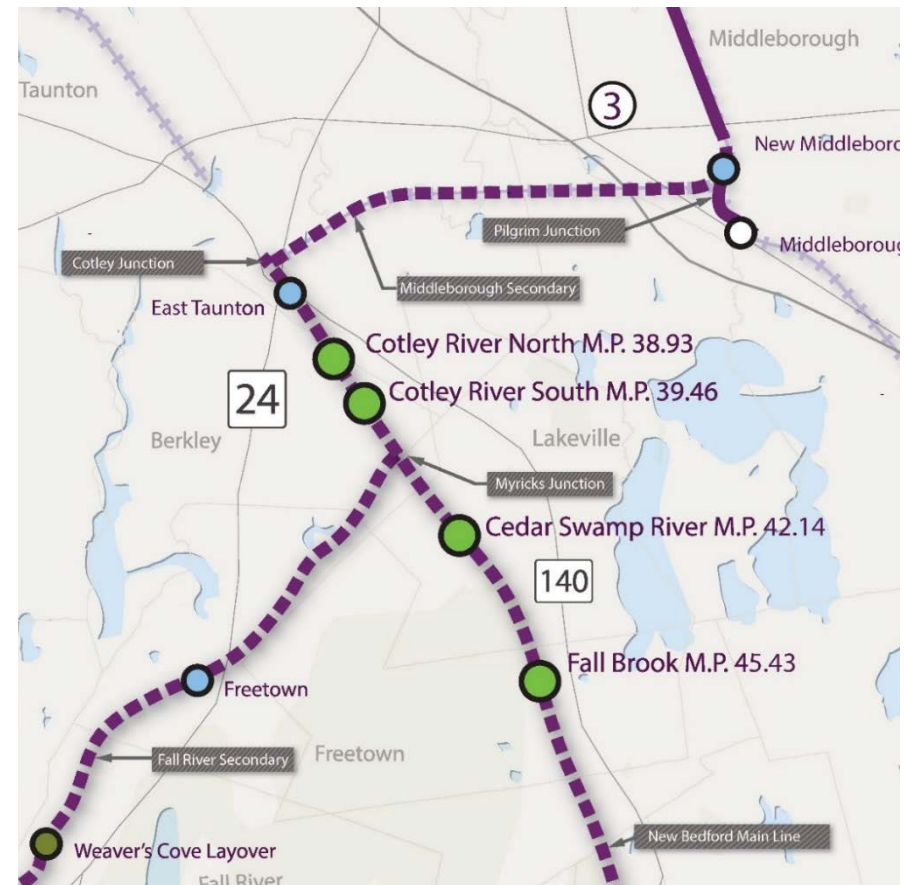 Middleborough
Taunton
3
New Middleboro
Pilgrim Junction
Middleboroug
Cotley Junction
Middleborough Secondary
East Taunton
Cotley River North M.P. 38.93
24
Cotley River South M.P. 39.46
Berkley
Lakeville
Myricks Junction
Cedar Swamp River M.P. 42.14
140
Fall Brook M.P. 45.43
Freetown
Freetown
Fall River Secondary
New Bedford Main Line
Weaver's Cove Layover
Fall River